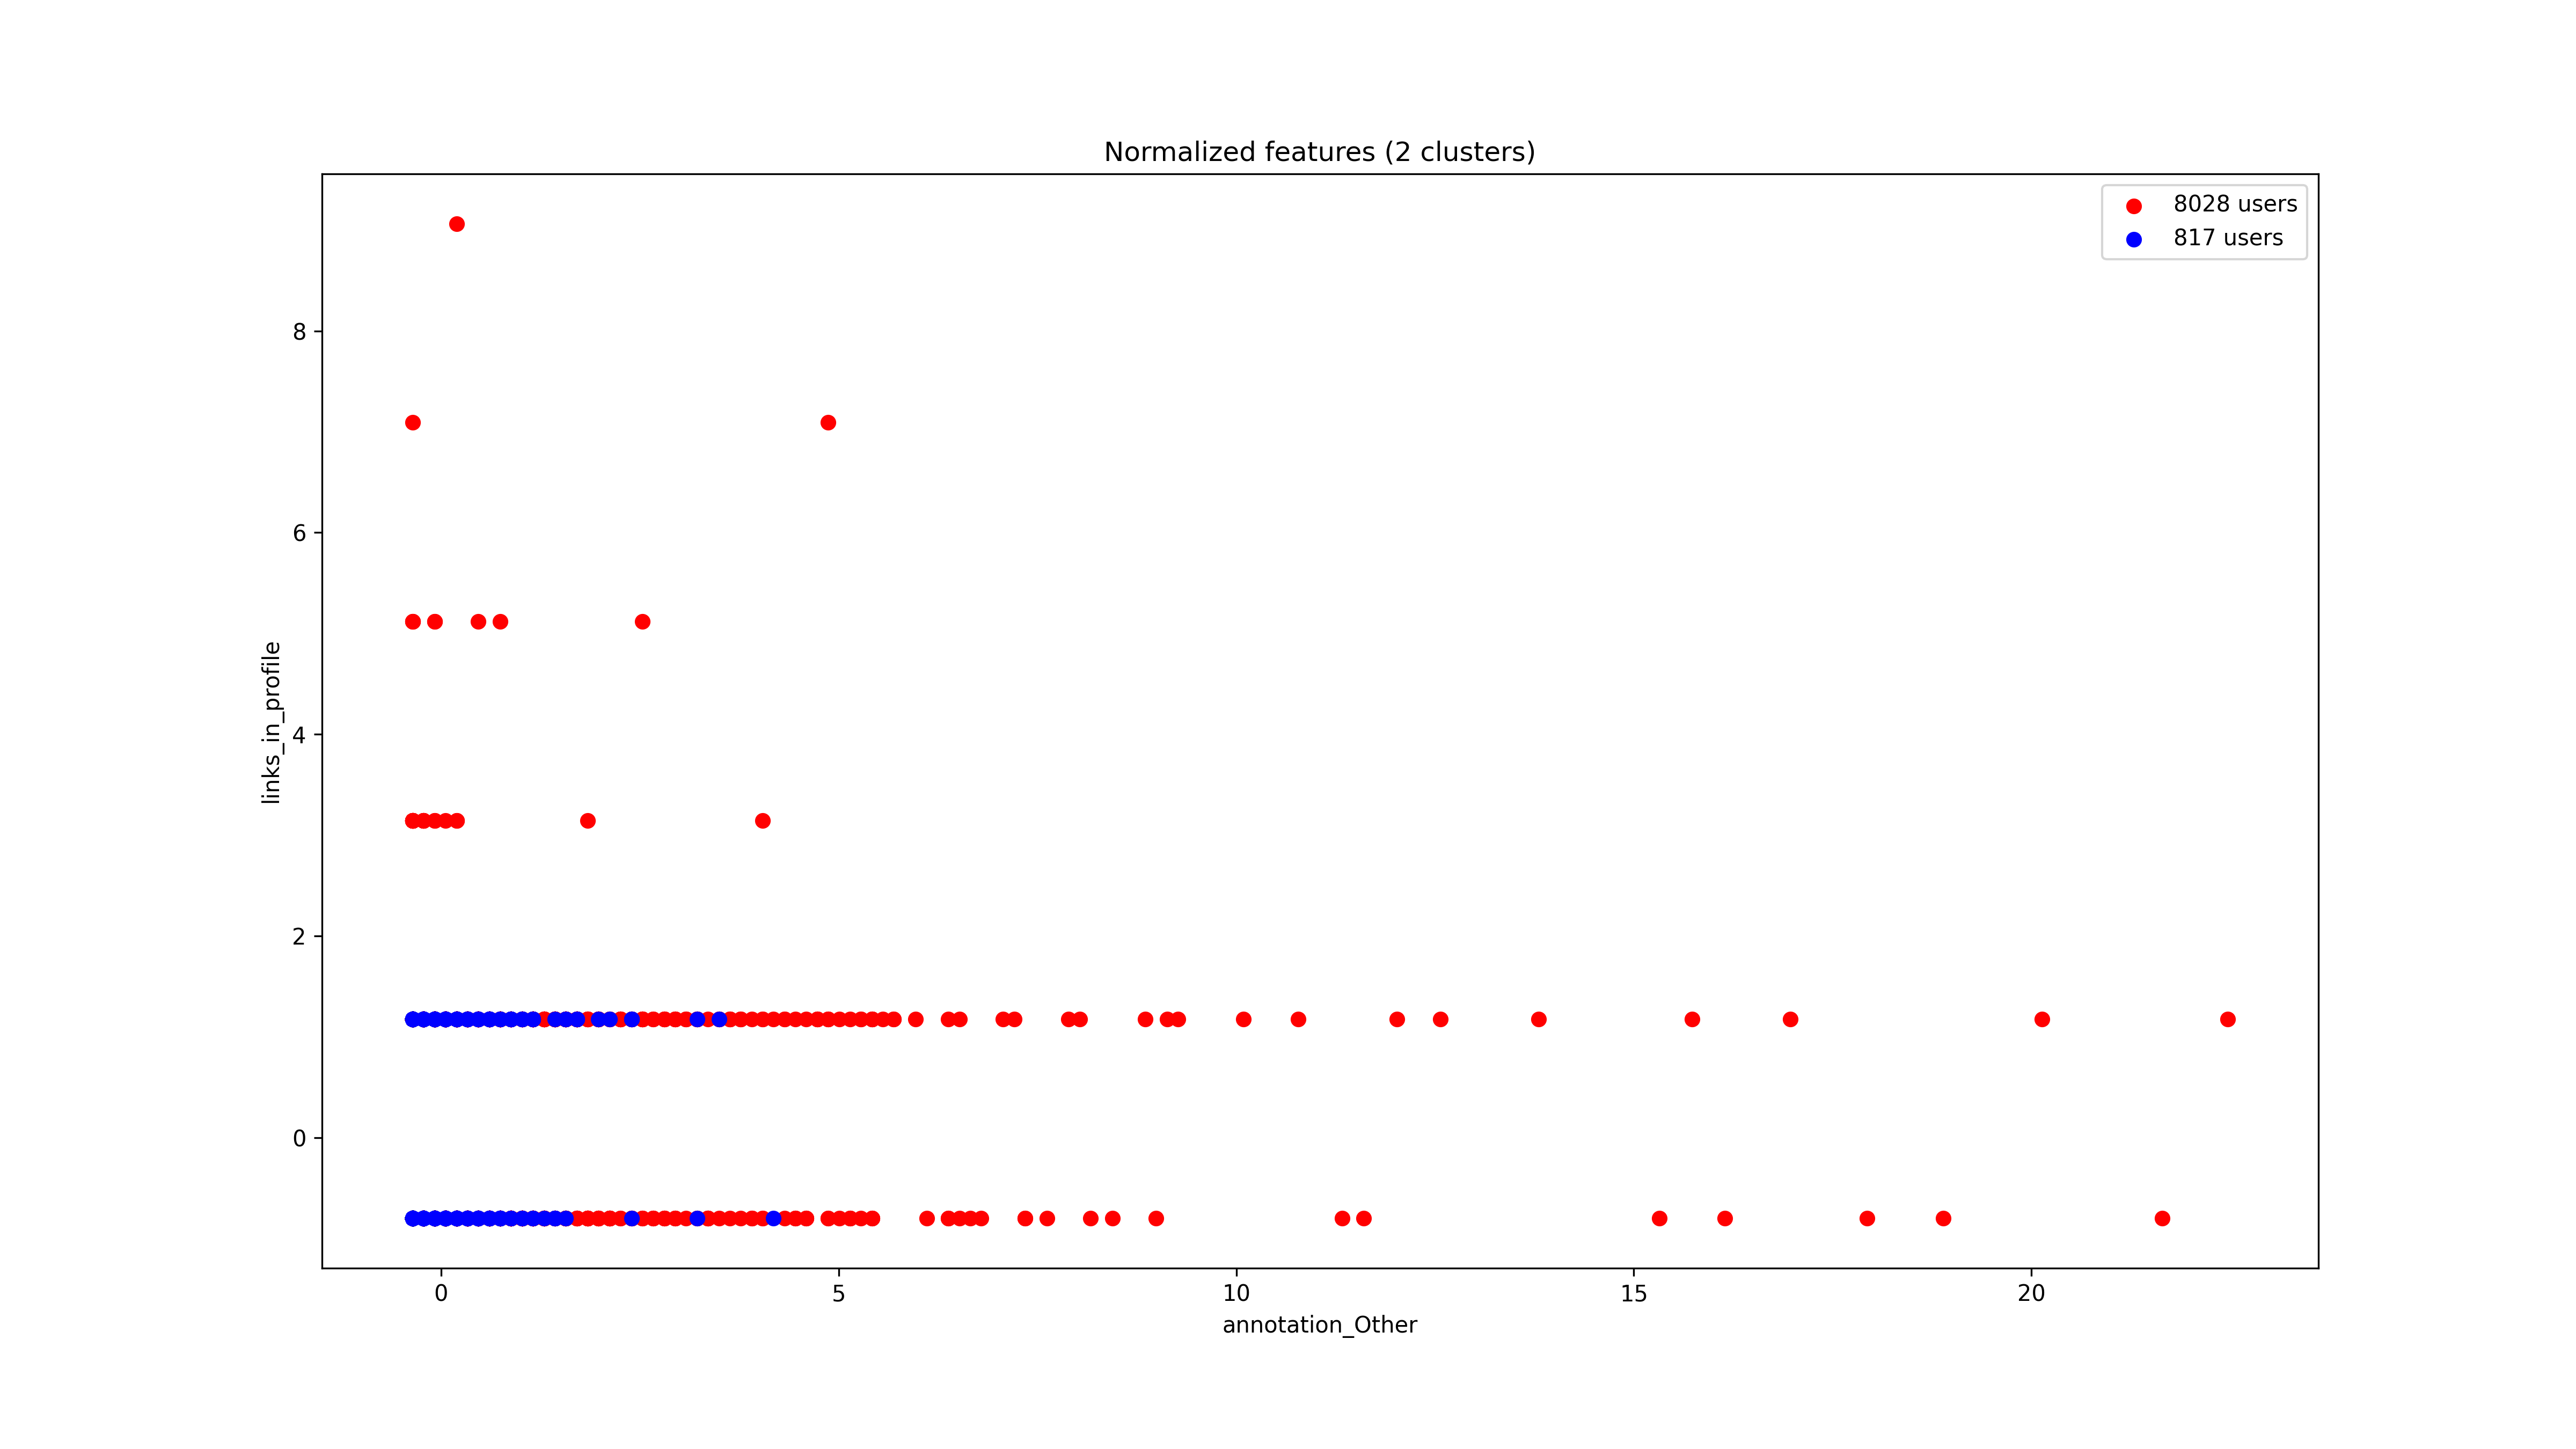 Normalized features (2 clusters)
8028 users
817 users
links_in_profile
8
6
4
2
0
0 5 10 15 20
annotation_Other